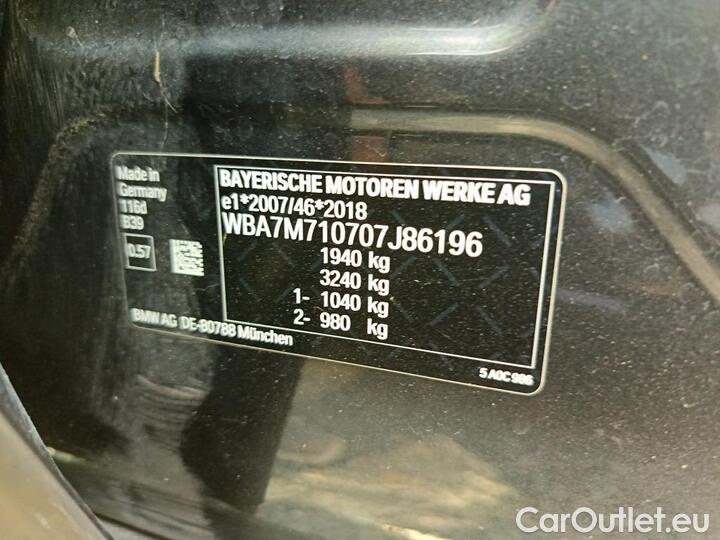 Made in
Germany
116d
B39
0.57
BMW AG DE-80788 München
BAYERISCHE MOTOREN WERKE AG
e1*2007/46*2018
WBA7M710707J86196
1940 kg
3240 kg
1- 1040 kg
2- 980 kg
5 A0C 986
CarOutlet.eu